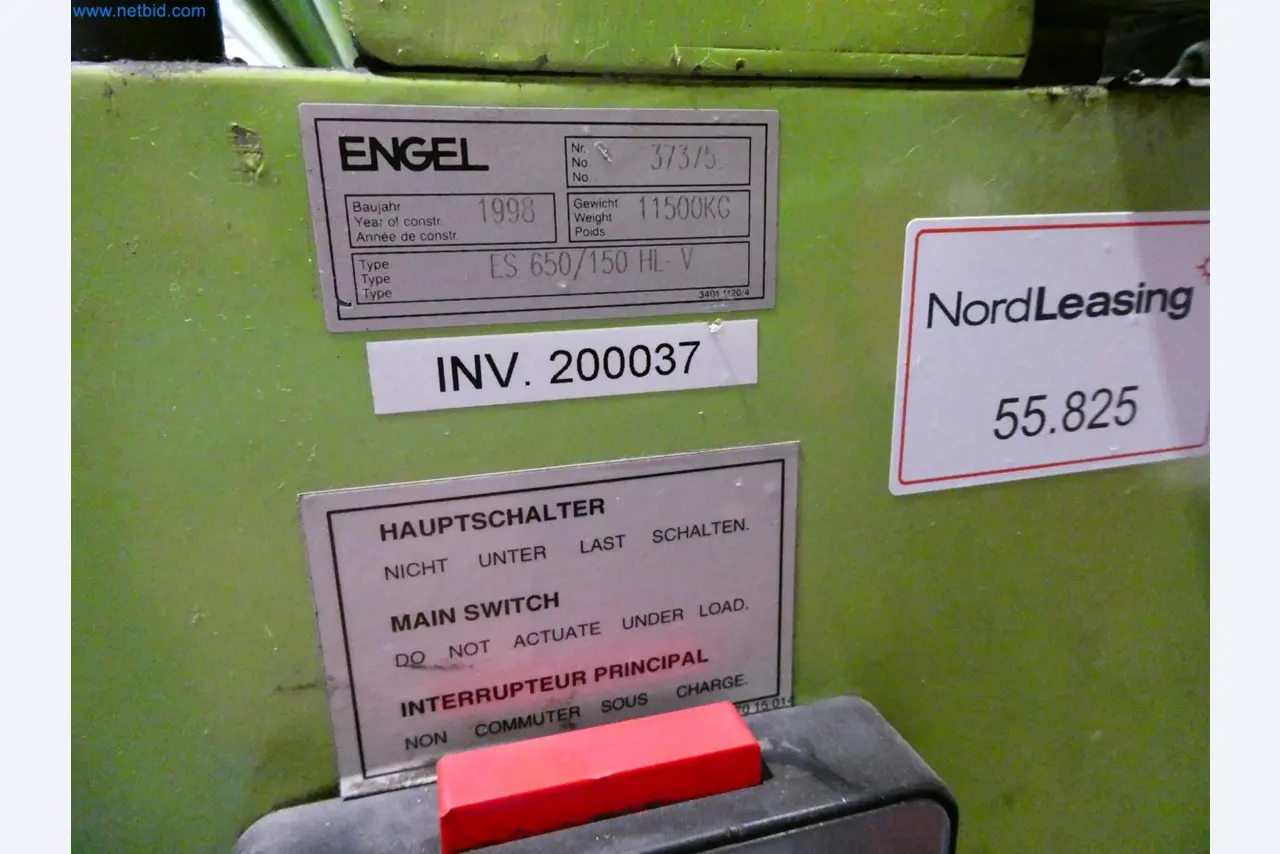 www.netbid.com
ENGEL
Nr.
No.
No.
37375
Baujahr
Year of constr.
Année de constr.
1998
Gewicht
Weight
Poids
11500KG
Type
Type
Type
ES 650/150 HL-V
3401 1120/4
INV. 200037
NordLeasing
55.825
HAUPTSCHALTER
NICHT UNTER LAST SCHALTEN.
MAIN SWITCH
DO NOT ACTUATE UNDER LOAD.
INTERRUPTEUR PRINCIPAL
NON COMMUTER SOUS CHARGE.